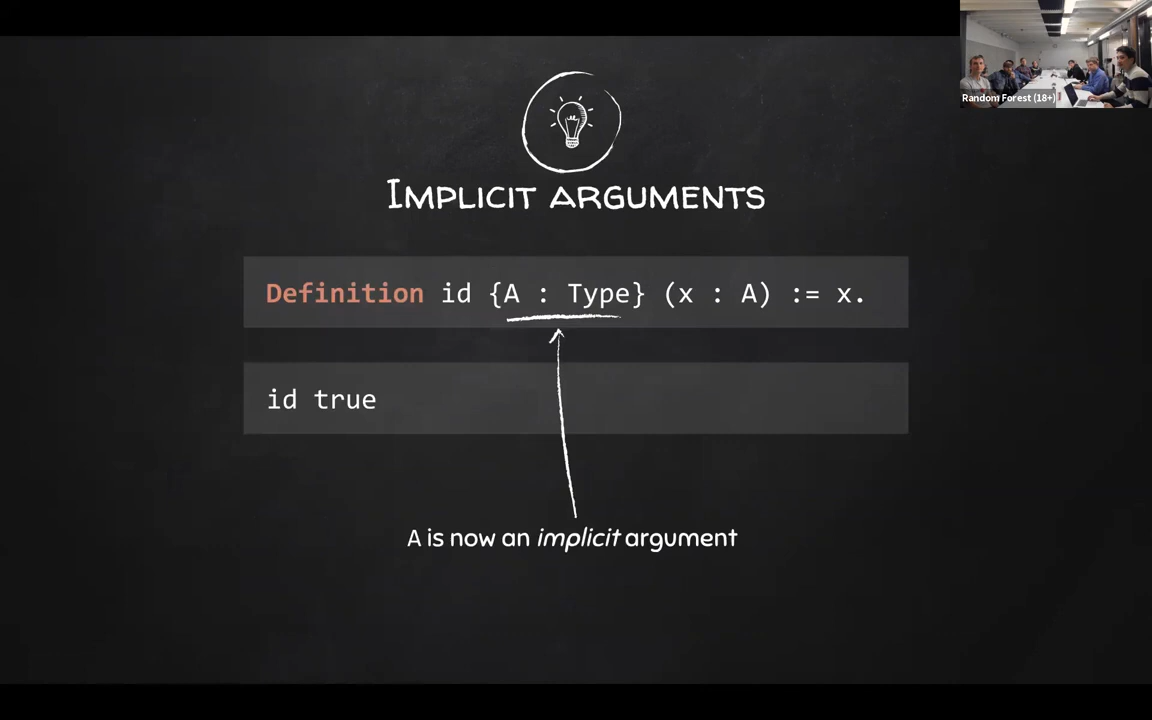 Random Forest (18+)
IMPLICIT ARGUMENTS
Definition id {A : Type} (x : A) := x.
id true
A is now an implicit argument